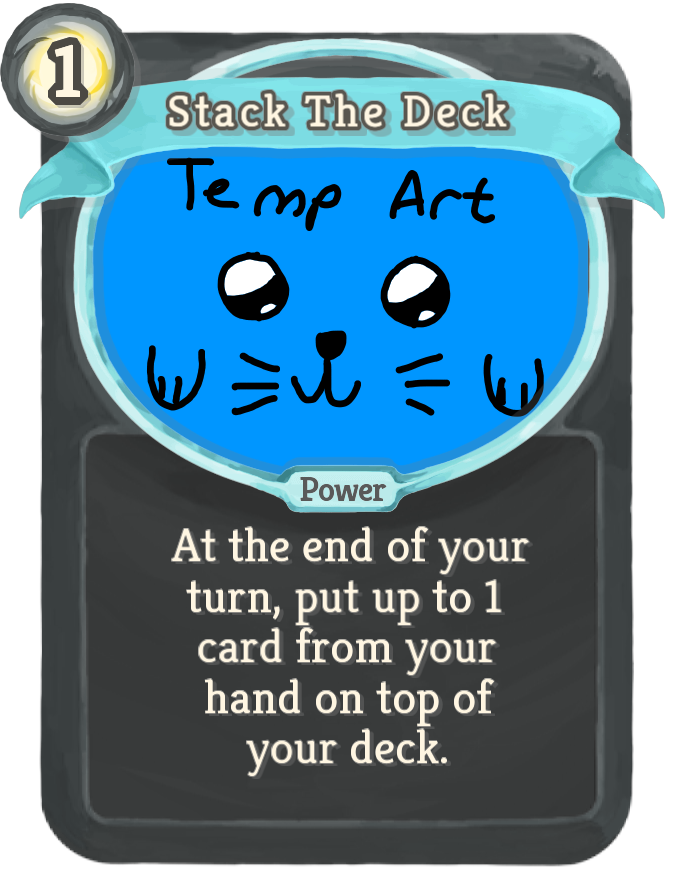 1
Stack The Deck
Temp Art
Power
At the end of your
turn, put up to 1
card from your
hand on top of
your deck.